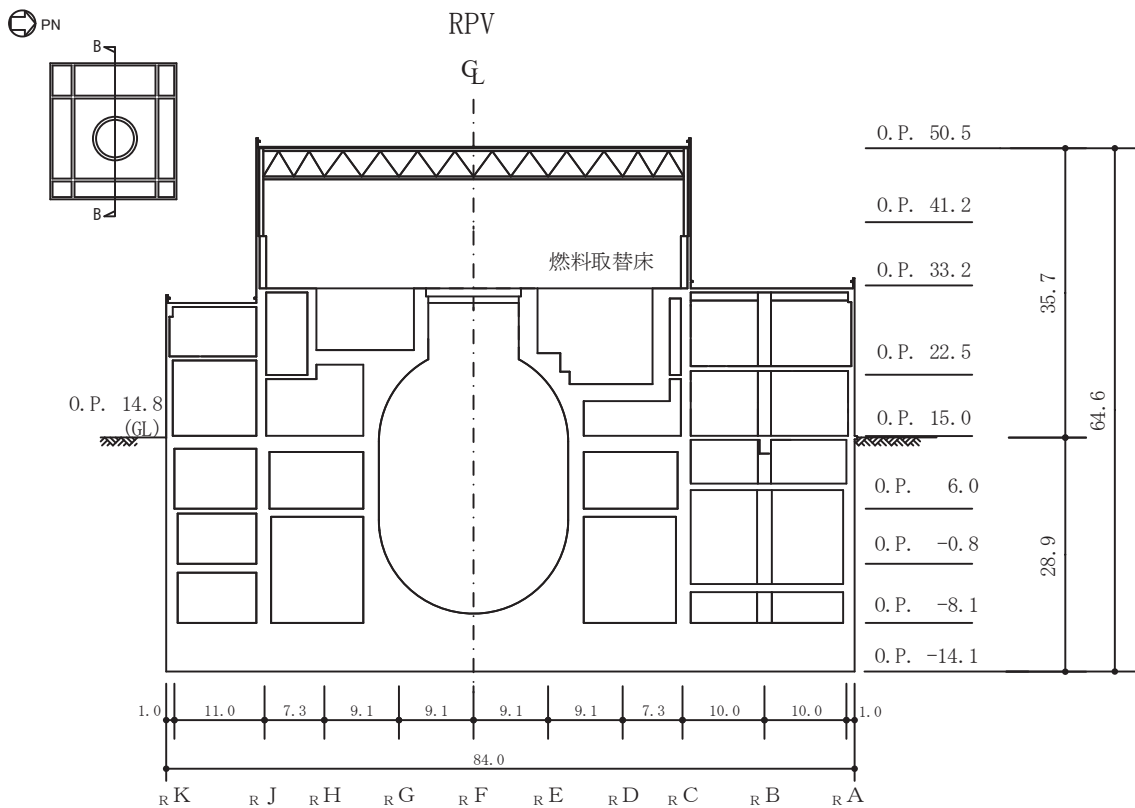 PN
RPV
CL
B
B
O.P. 50.5
O.P. 41.2
燃料取替床
O.P. 33.2
35.7
O.P. 22.5
O.P. 14.8
(GL)
O.P. 15.0
64.6
O.P. 6.0
O.P. -0.8
28.9
O.P. -8.1
O.P. -14.1
1.0 11.0 7.3 9.1 9.1 9.1 9.1 7.3 10.0 10.0 1.0
84.0
RK RJ RH RG RF RE RD RC RB RA